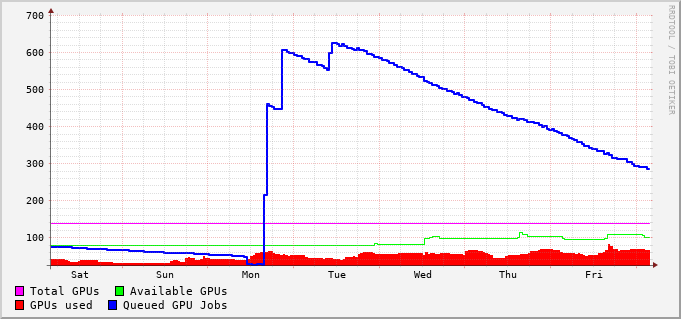 700
600
500
400
300
200
100
Sat Sun Mon Tue Wed Thu Fri
Total GPUs Available GPUs
GPUs used Queued GPU Jobs
RRDTOOL / TOBI OETIKER